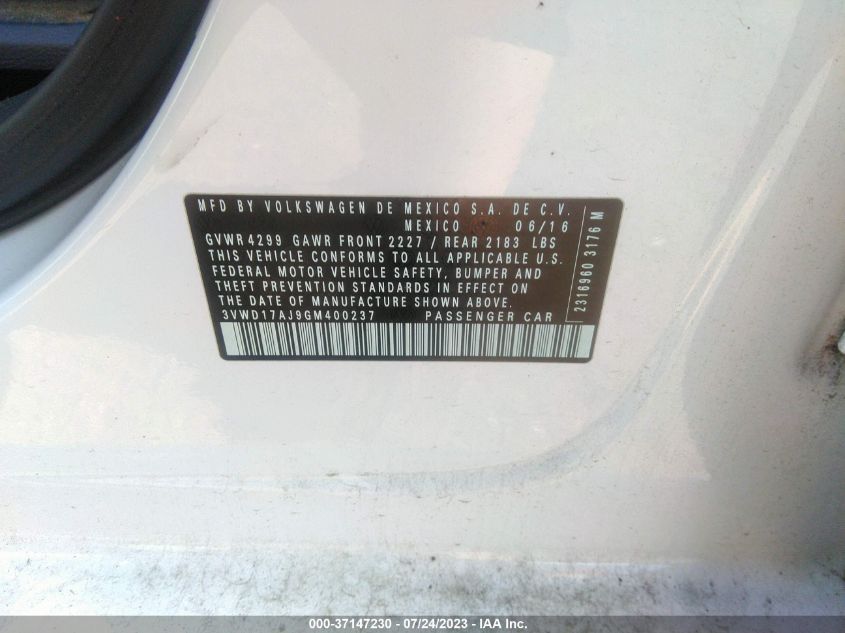 MFD BY VOLKSWAGEN DE MEXICO S.A. DE C.V.
MEXICO 06/16
GVWR 4299 GAWR FRONT 2227 / REAR 2183 LBS
THIS VEHICLE CONFORMS TO ALL APPLICABLE U.S.
FEDERAL MOTOR VEHICLE SAFETY, BUMPER AND
THEFT PREVENTION STANDARDS IN EFFECT ON
THE DATE OF MANUFACTURE SHOWN ABOVE.
3VWD17AJ9GM400237 PASSENGER CAR
2316960 3176 M
000-37147230 - 07/24/2023 - IAA Inc.